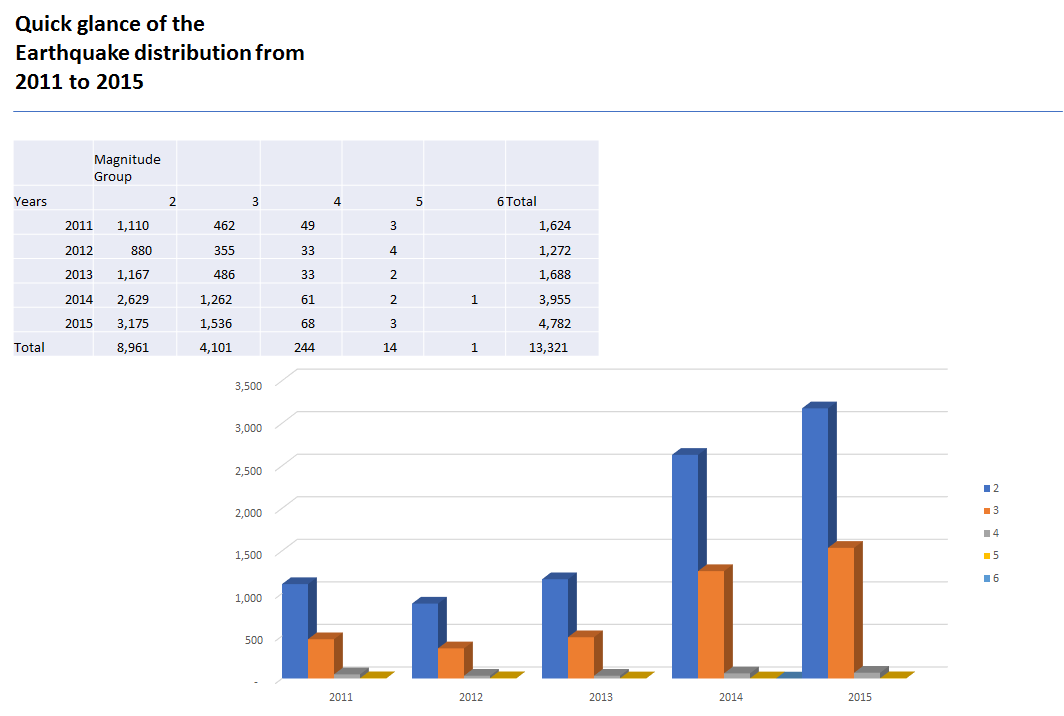 Quick glance of the
Earthquake distribution from
2011 to 2015
Magnitude
Group
Years 2 3 4 5 6 Total
2011 1,110 462 49 3 1,624
2012 880 355 33 4 1,272
2013 1,167 486 33 2 1,688
2014 2,629 1,262 61 2 1 3,955
2015 3,175 1,536 68 3 4,782
Total 8,961 4,101 244 14 1 13,321
3,500
3,000
2,500
2,000
1,500
1,000
500
-
2011 2012 2013 2014 2015
2
3
4
5
6